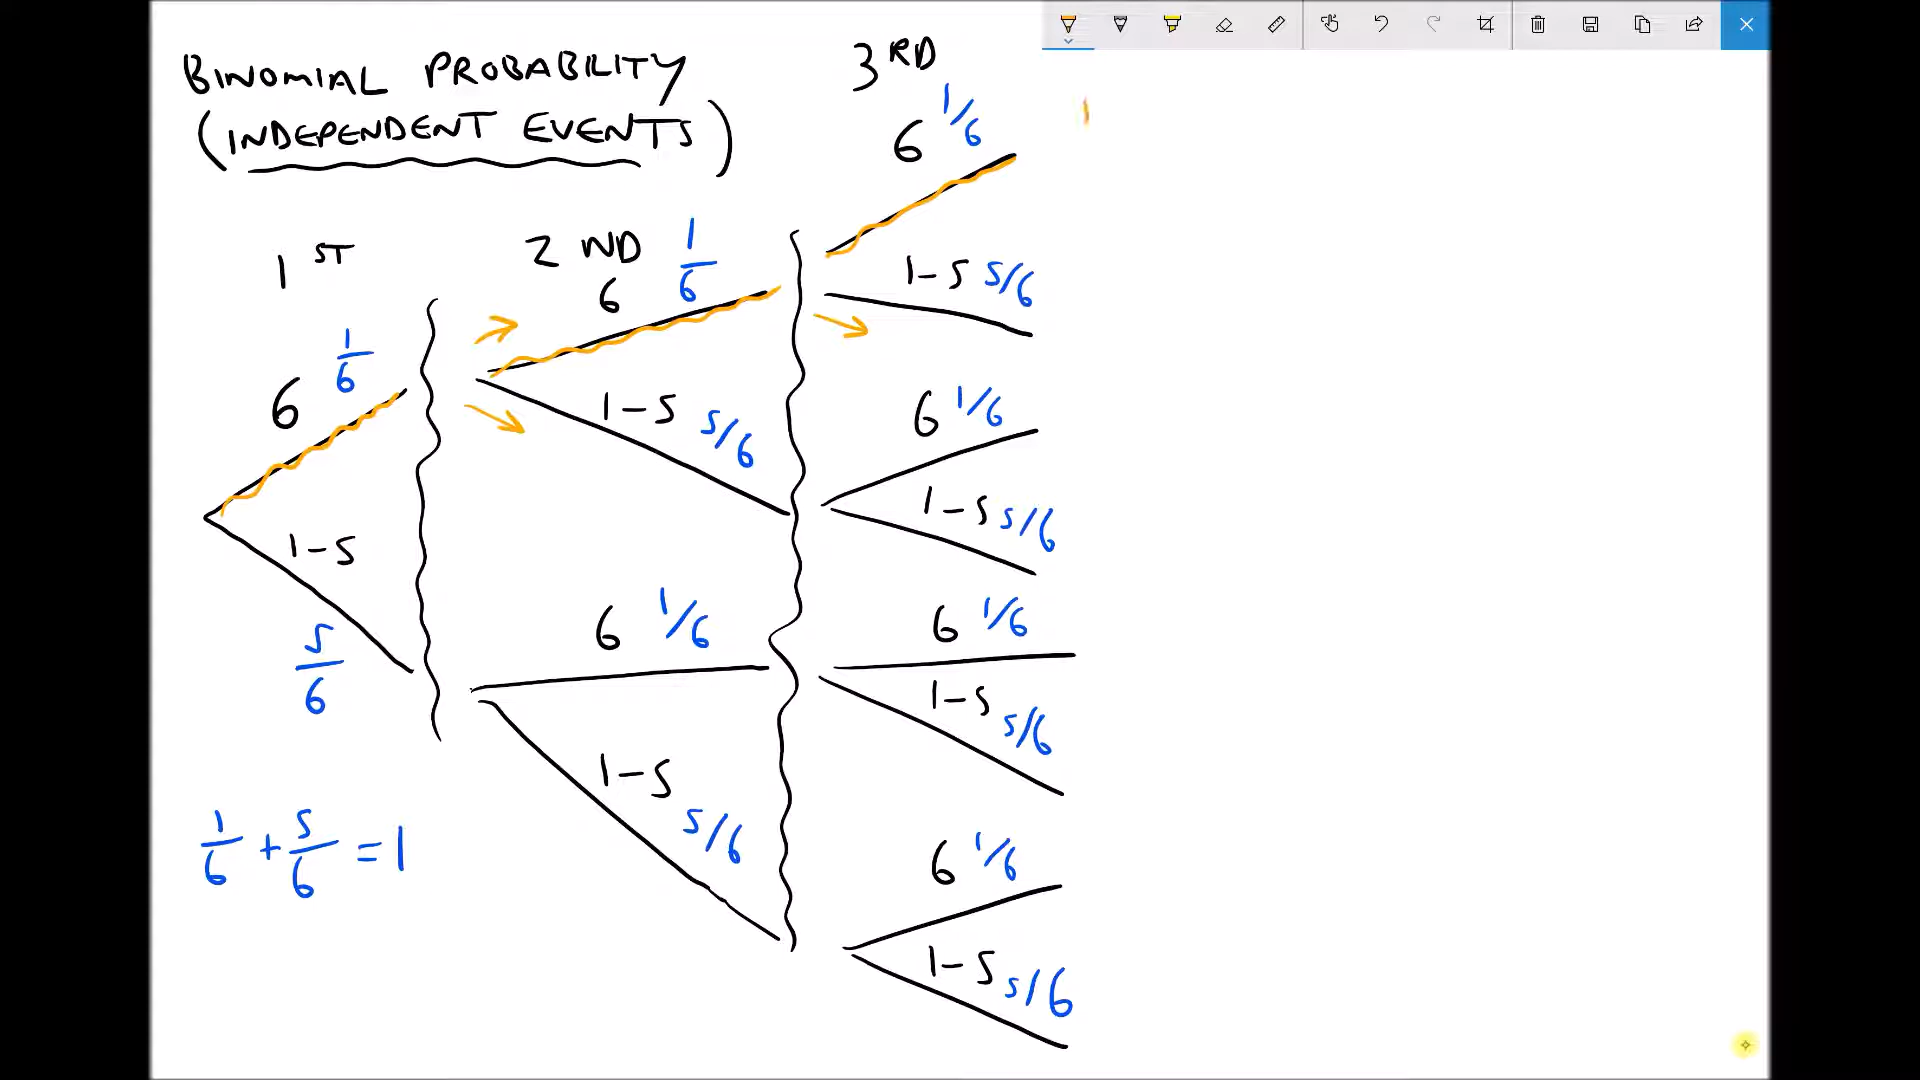 BINOMIAL PROBABILITY
(INDEPENDENT EVENTS)
1ST
6 1/6
1-5
5/6
1/6 + 5/6 = 1
2ND
6 1/6
1-5 5/6
6 1/6
1-5 5/6
3RD
6 1/6
1-5 5/6
6 1/6
1-5 5/6
6 1/6
1-5 5/6
6 1/6
1-5 5/6